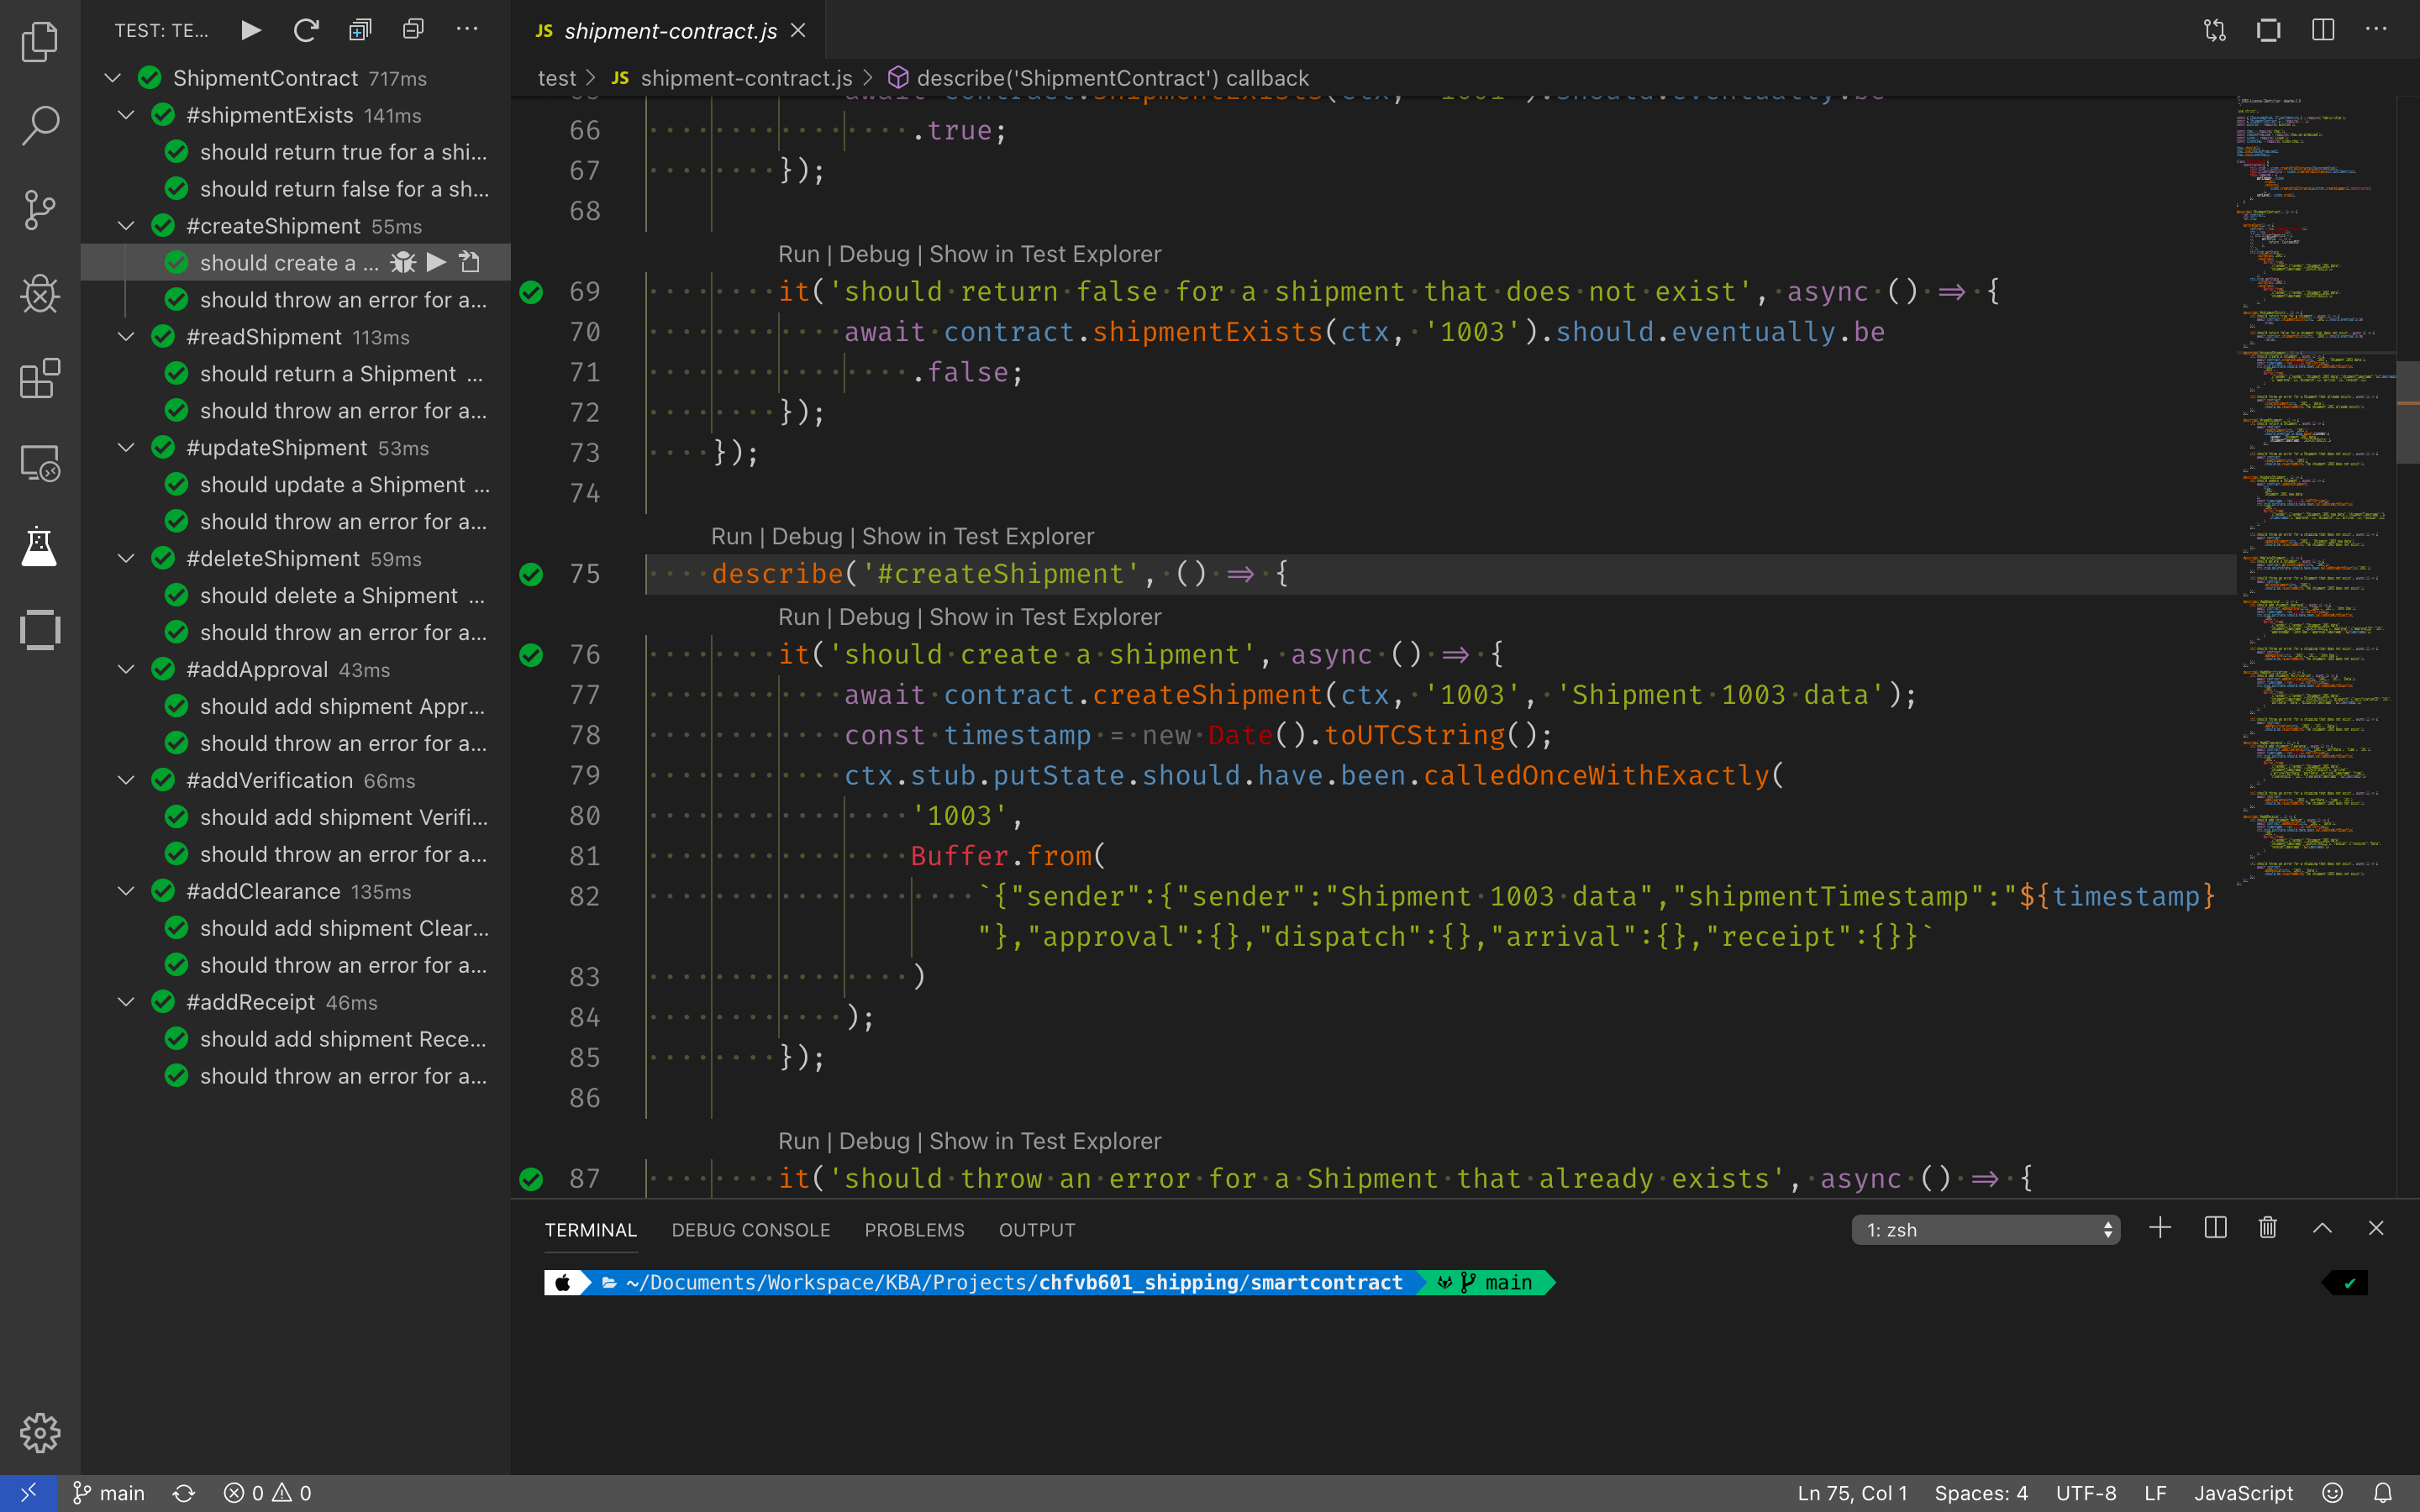 TEST: TE...
ShipmentContract 717ms
#shipmentExists 141ms
should return true for a shi...
should return false for a sh...
#createShipment 55ms
should create a ...
should throw an error for a...
#readShipment 113ms
should return a Shipment ...
should throw an error for a...
#updateShipment 53ms
should update a Shipment ...
should throw an error for a...
#deleteShipment 59ms
should delete a Shipment ...
should throw an error for a...
#addApproval 43ms
should add shipment Appr...
should throw an error for a...
#addVerification 66ms
should add shipment Verifi...
should throw an error for a...
#addClearance 135ms
should add shipment Clear...
should throw an error for a...
#addReceipt 46ms
should add shipment Rece...
should throw an error for a...
JS shipment-contract.js
test > JS shipment-contract.js > describe('ShipmentContract') callback
await contract.shipmentExists(ctx, '1001').should.eventually.be
66 .true;
67 });
68
Run | Debug | Show in Test Explorer
69 it('should return false for a shipment that does not exist', async () => {
70 await contract.shipmentExists(ctx, '1003').should.eventually.be
71 .false;
72 });
73 });
74
Run | Debug | Show in Test Explorer
75 describe('#createShipment', () => {
Run | Debug | Show in Test Explorer
76 it('should create a shipment', async () => {
77 await contract.createShipment(ctx, '1003', 'Shipment 1003 data');
78 const timestamp = new Date().toUTCString();
79 ctx.stub.putState.should.have.been.calledOnceWithExactly(
80 '1003',
81 Buffer.from(
82 `{"sender":{"sender":"Shipment 1003 data","shipmentTimestamp":"${timestamp}
"},"approval":{},"dispatch":{},"arrival":{},"receipt":{}}`
83 )
84 );
85 });
86
Run | Debug | Show in Test Explorer
87 it('should throw an error for a Shipment that already exists', async () => {
TERMINAL DEBUG CONSOLE PROBLEMS OUTPUT 1: zsh
~/Documents/Workspace/KBA/Projects/chfvb601_shipping/smartcontract main
main 0 0 Ln 75, Col 1 Spaces: 4 UTF-8 LF JavaScript